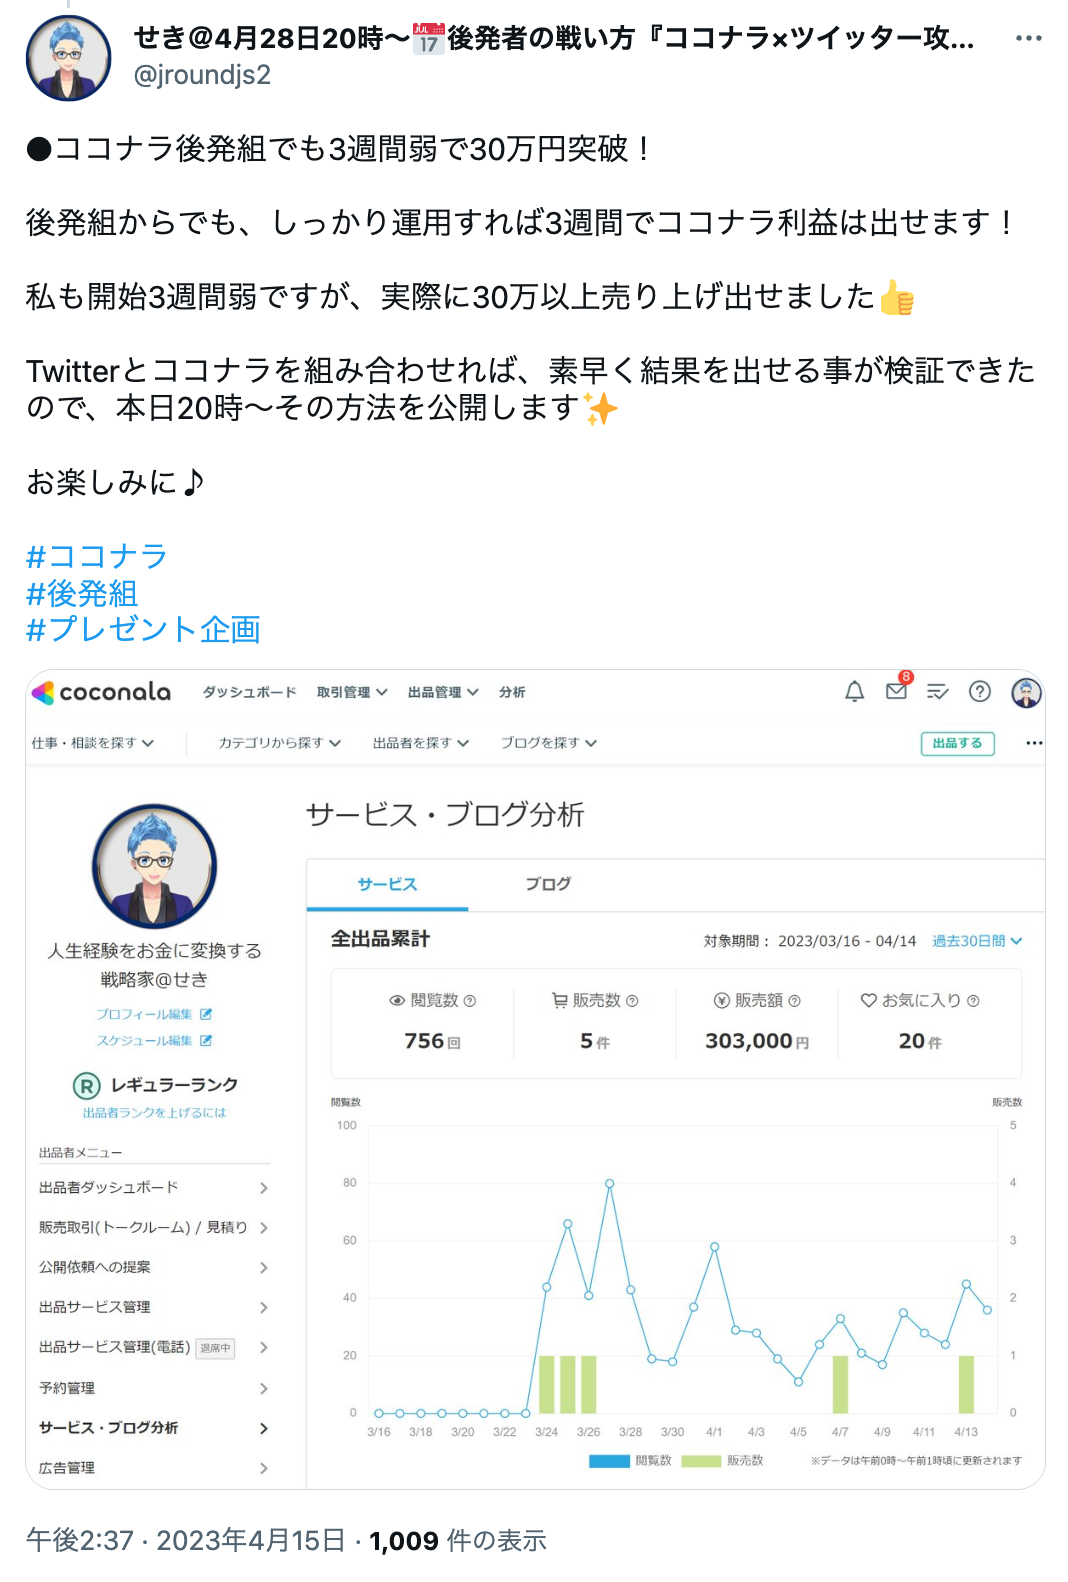 せき@4月28日20時〜📅後発者の戦い方『ココナラ×ツイッター攻...
@jroundjs2
●ココナラ後発組でも3週間弱で30万円突破！
後発組からでも、しっかり運用すれば3週間でココナラ利益は出せます！
私も開始3週間弱ですが、実際に30万以上売り上げ出せました👍
Twitterとココナラを組み合わせれば、素早く結果を出せる事が検証できた
ので、本日20時〜その方法を公開します✨
お楽しみに♪
#ココナラ
#後発組
#プレゼント企画
coconala ダッシュボード 取引管理 出品管理 分析 8
仕事・相談を探す カテゴリから探す 出品者を探す ブログを探す 出品する
人生経験をお金に変換する
戦略家@せき
プロフィール編集
スケジュール編集
R レギュラーランク
出品者ランクを上げるには
出品者メニュー
出品者ダッシュボード
販売取引(トークルーム) / 見積り
公開依頼への提案
出品サービス管理
出品サービス管理(電話) 退席中
予約管理
サービス・ブログ分析
広告管理
サービス・ブログ分析
サービス ブログ
全出品累計 対象期間： 2023/03/16 - 04/14 過去30日間
閲覧数 販売数 販売額 お気に入り
756回 5件 303,000円 20件
閲覧数 販売数
100 5
80 4
60 3
40 2
20 1
0 0
3/16 3/18 3/20 3/22 3/24 3/26 3/28 3/30 4/1 4/3 4/5 4/7 4/9 4/11 4/13
閲覧数 販売数 ※データは午前0時〜午前1時頃に更新されます
午後2:37 · 2023年4月15日 · 1,009 件の表示